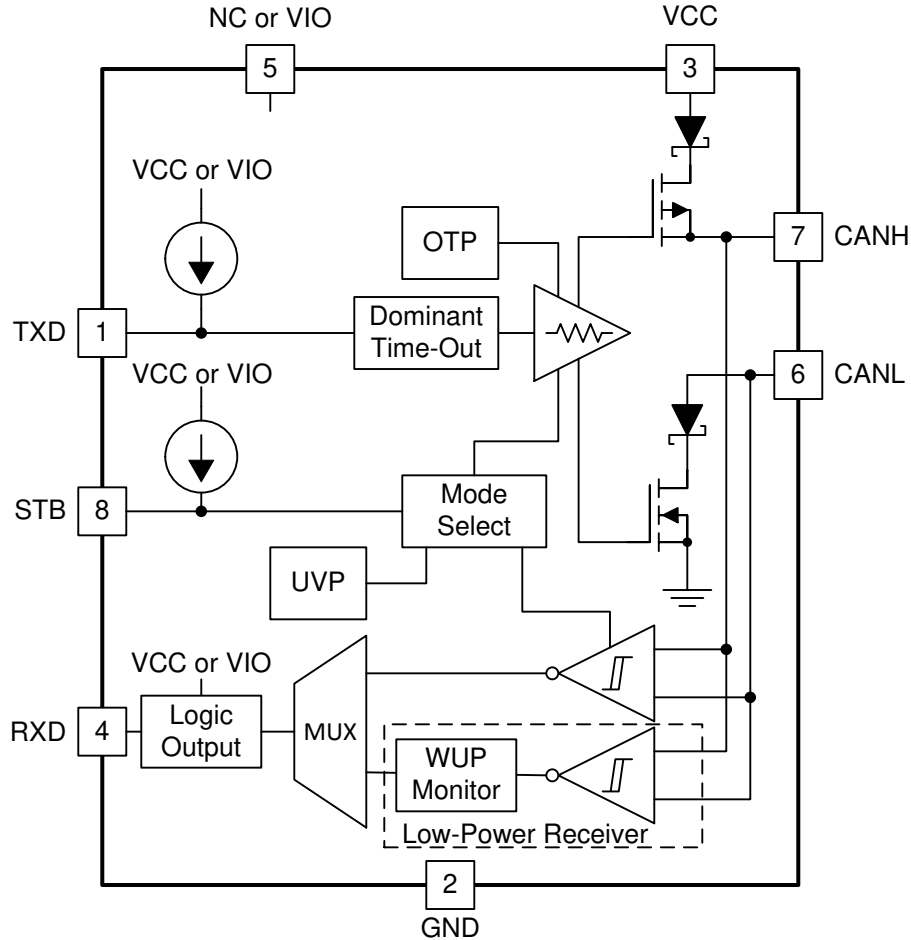 NC or VIO
VCC
5
3
VCC or VIO
OTP
7
CANH
TXD
1
Dominant
Time-Out
VCC or VIO
6
CANL
STB
8
Mode
Select
UVP
VCC or VIO
RXD
4
Logic
Output
MUX
WUP
Monitor
Low-Power Receiver
2
GND